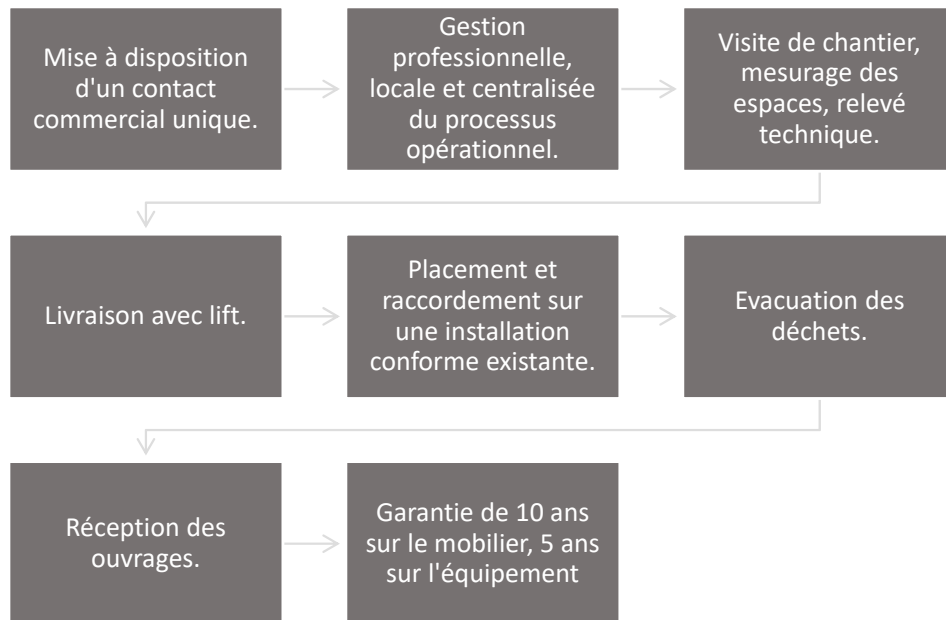 Mise à disposition
d'un contact
commercial unique.
Gestion
professionnelle,
locale et centralisée
du processus
opérationnel.
Visite de chantier,
mesurage des
espaces, relevé
technique.
Livraison avec lift.
Placement et
raccordement sur
une installation
conforme existante.
Evacuation des
déchets.
Réception des
ouvrages.
Garantie de 10 ans
sur le mobilier, 5 ans
sur l'équipement